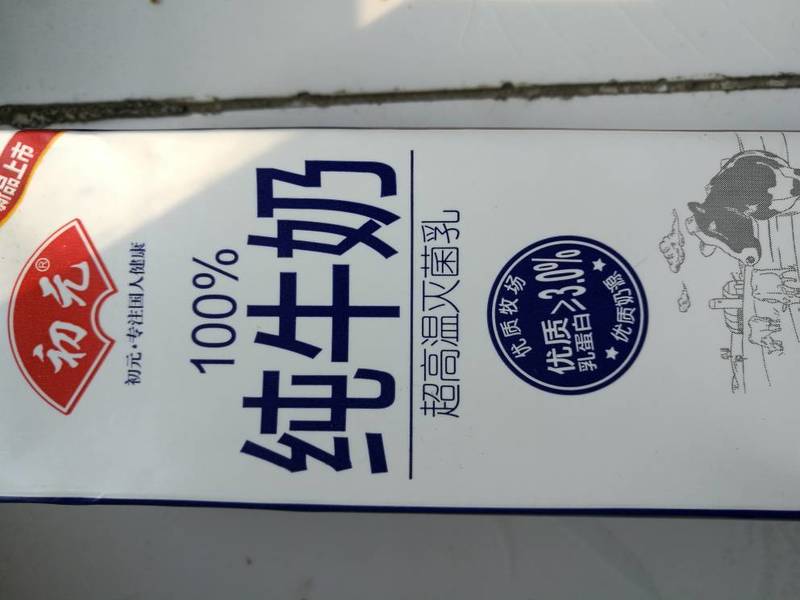 新品上市
初元®
初元·专注国人健康
100%
纯牛奶
超高温灭菌乳
优质牧场
优质>3.0%
乳蛋白
优质奶源